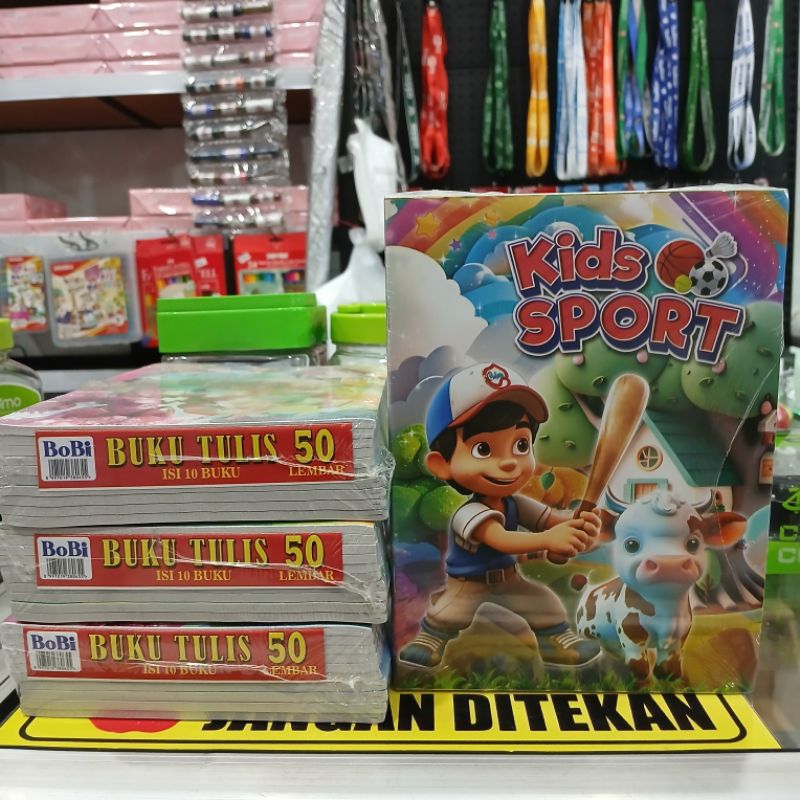 Kids
SPORT
BoBi
BUKU TULIS 50
ISI 10 BUKU
LEMBAR
BoBi
BUKU TULIS 50
ISI 10 BUKU
LEMBAR
BoBi
BUKU TULIS 50
ISI 10 BUKU
LEMBAR
JANGAN DITEKAN